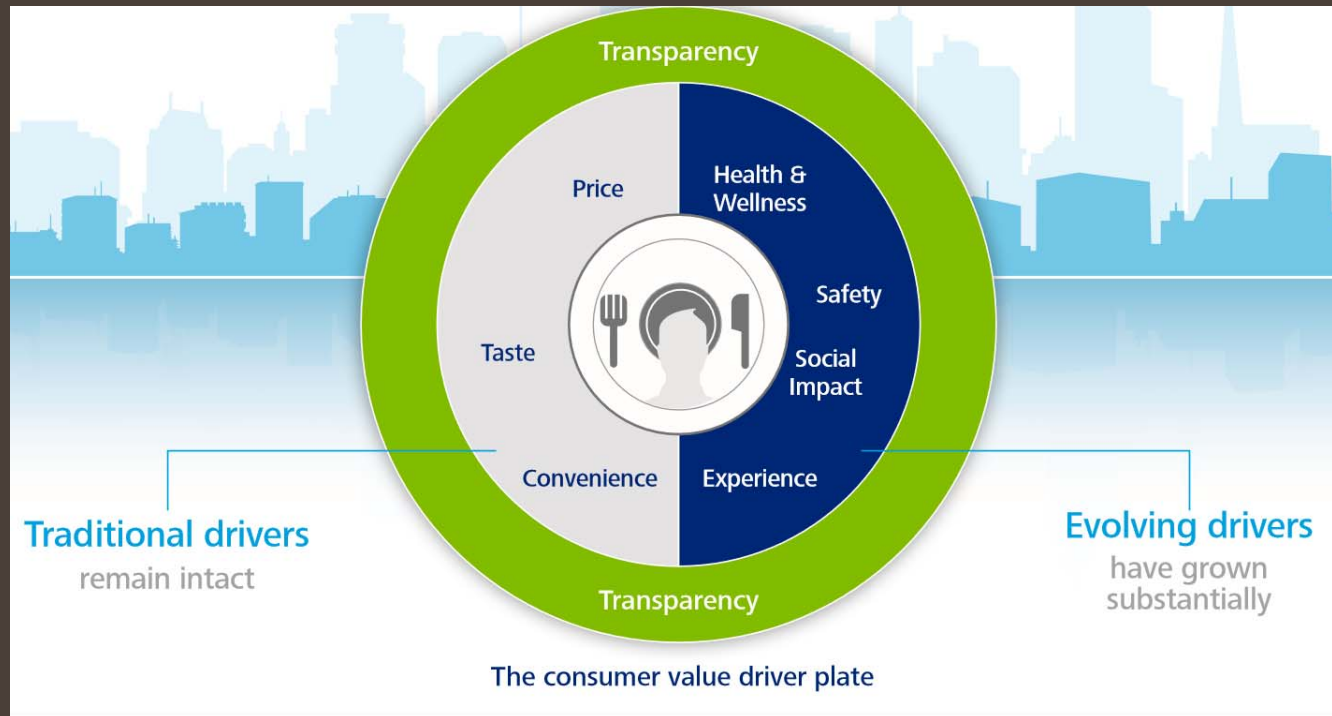 Transparency
Price
Taste
Convenience
Health &
Wellness
Safety
Social
Impact
Experience
Traditional drivers
remain intact
Evolving drivers
have grown
substantially
Transparency
The consumer value driver plate